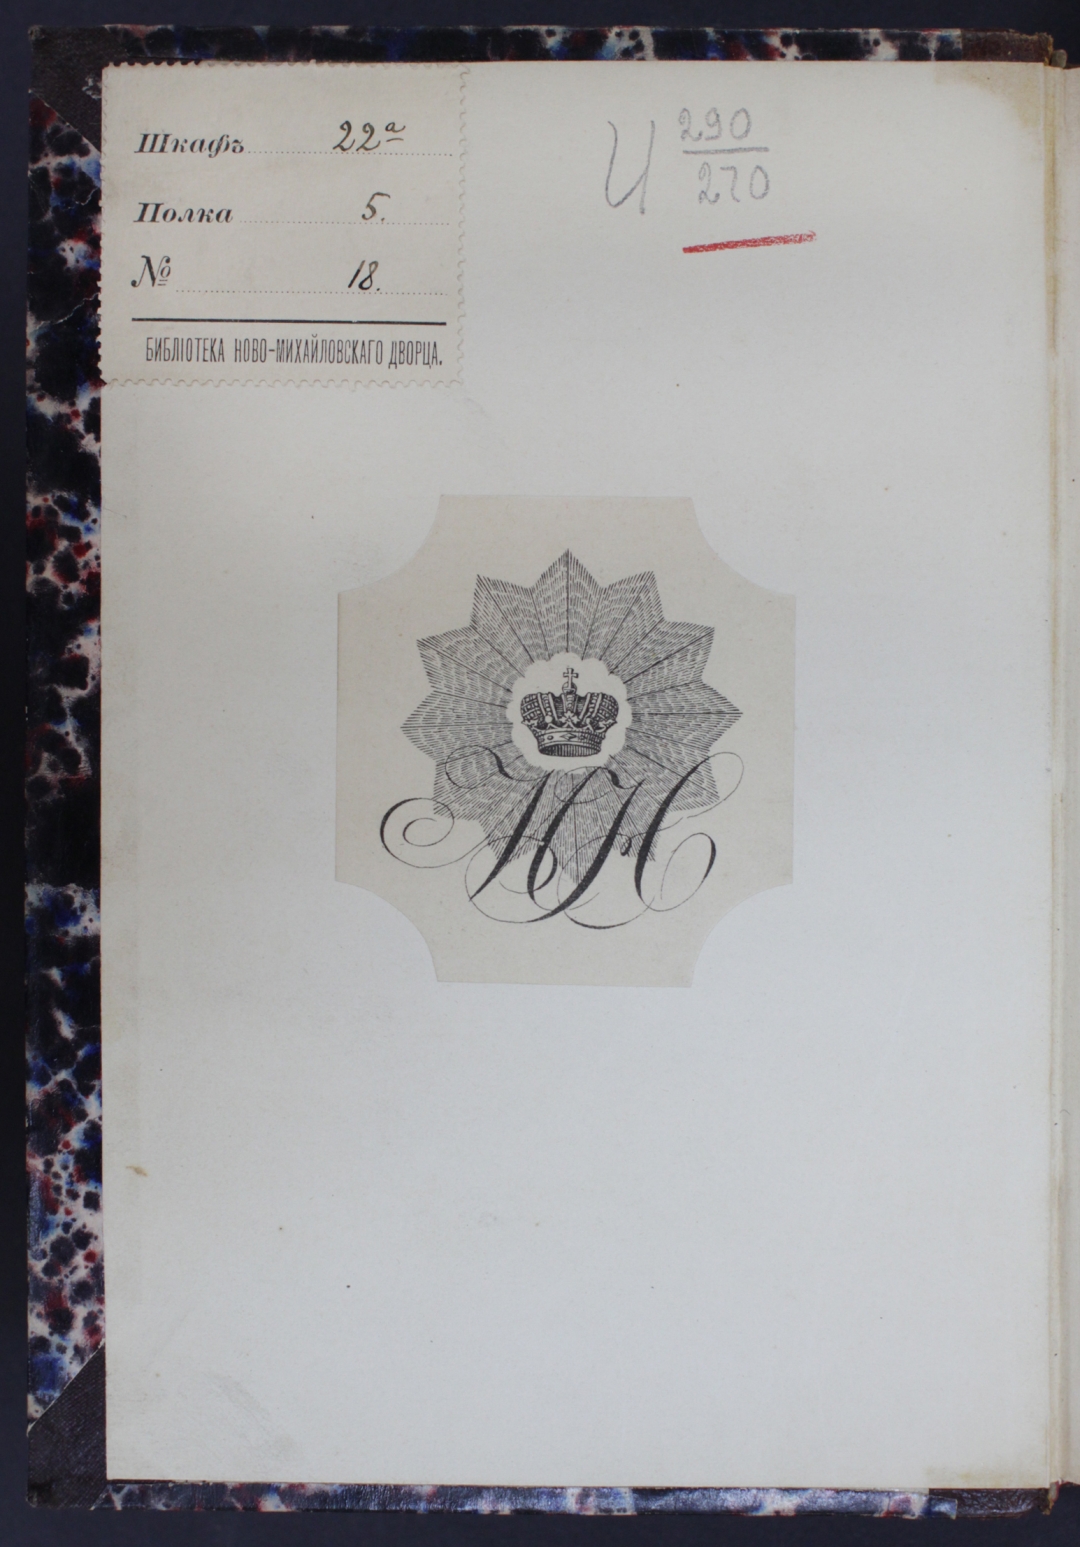 Шкафъ 22а
Полка 5.
№ 18.
БИБЛІОТЕКА НОВО-МИХАЙЛОВСКАГО ДВОРЦА.
И 290
270